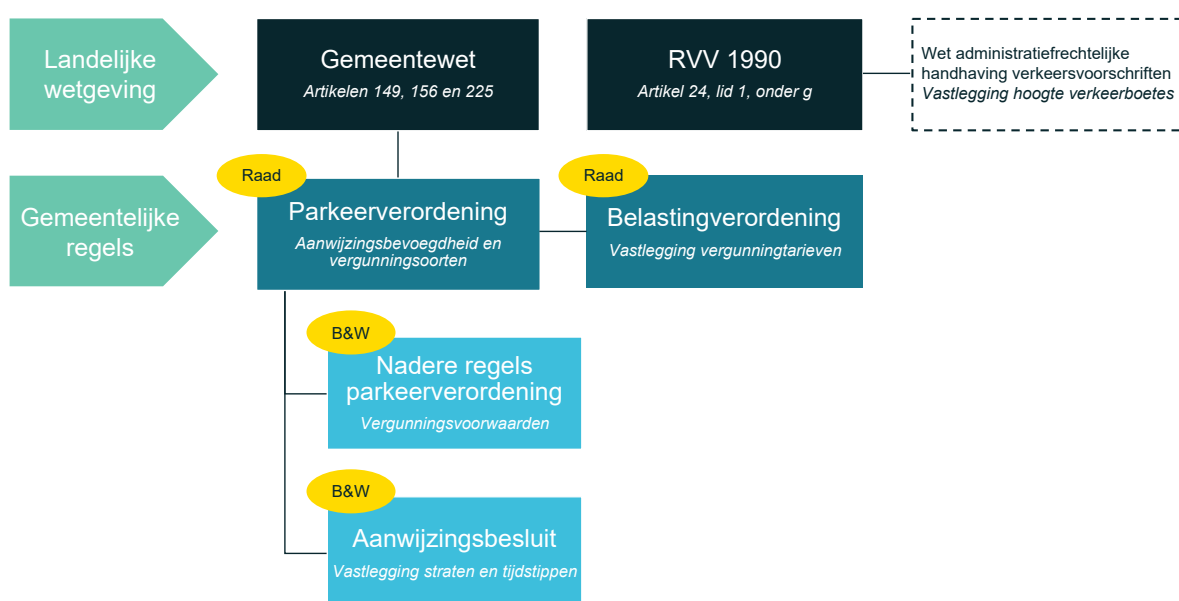 Landelijke
wetgeving
Gemeentewet
Artikelen 149, 156 en 225
RVV 1990
Artikel 24, lid 1, onder g
Wet administratiefrechtelijke
handhaving verkeersvoorschriften
Vastlegging hoogte verkeerboetes
Gemeentelijke
regels
Raad
Parkeerverordening
Aanwijzingsbevoegdheid en
vergunningsoorten
Raad
Belastingverordening
Vastlegging vergunningtarieven
B&W
Nadere regels
parkeerverordening
Vergunningsvoorwaarden
B&W
Aanwijzingsbesluit
Vastlegging straten en tijdstippen